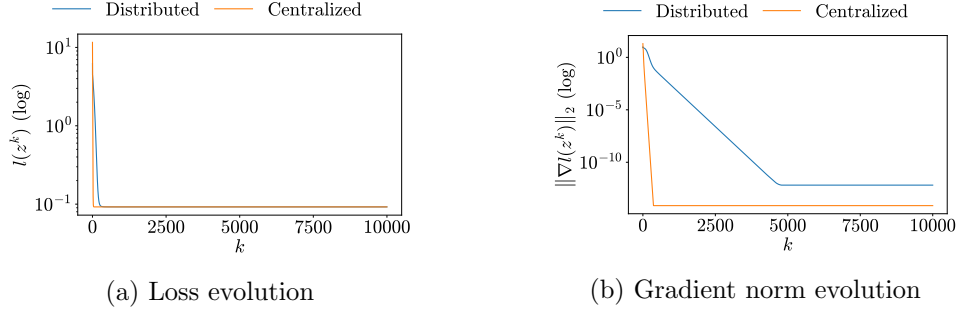 Distributed Centralized
l(z^k) (log)
10^1
10^0
10^-1
0 2500 5000 7500 10000
k
(a) Loss evolution
Distributed Centralized
||∇l(z^k)||_2 (log)
10^0
10^-5
10^-10
0 2500 5000 7500 10000
k
(b) Gradient norm evolution